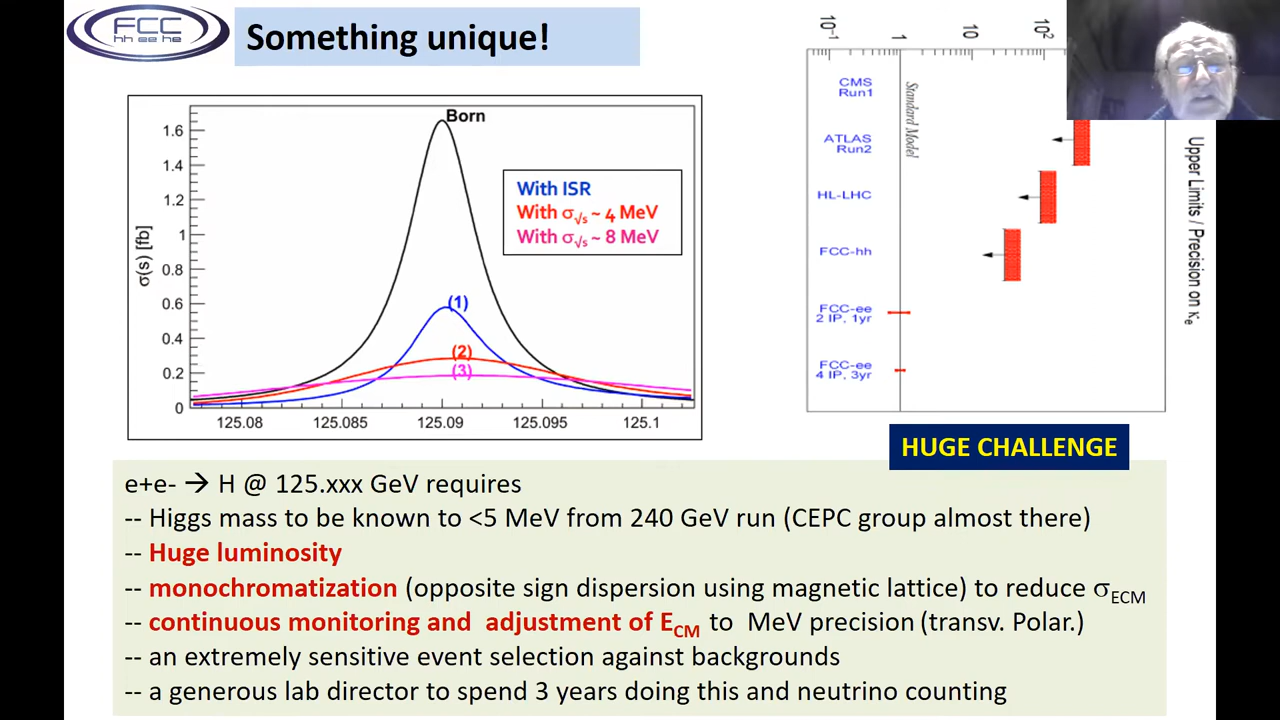 FCC
hh ee he
Something unique!
Born
With ISR
With σ√s ~ 4 MeV
With σ√s ~ 8 MeV
(1)
(2)
(3)
σ(s) [fb]
1.6
1.4
1.2
1
0.8
0.6
0.4
0.2
0
125.08
125.085
125.09
125.095
125.1
10⁻¹
1
10
10²
CMS
Run1
ATLAS
Run2
HL-LHC
FCC-hh
FCC-ee
2 IP, 1yr
FCC-ee
4 IP, 3yr
Standard Model
Upper Limits / Precision on κe
HUGE CHALLENGE
e+e- → H @ 125.xxx GeV requires
-- Higgs mass to be known to <5 MeV from 240 GeV run (CEPC group almost there)
-- Huge luminosity
-- monochromatization (opposite sign dispersion using magnetic lattice) to reduce σECM
-- continuous monitoring and adjustment of ECM to MeV precision (transv. Polar.)
-- an extremely sensitive event selection against backgrounds
-- a generous lab director to spend 3 years doing this and neutrino counting